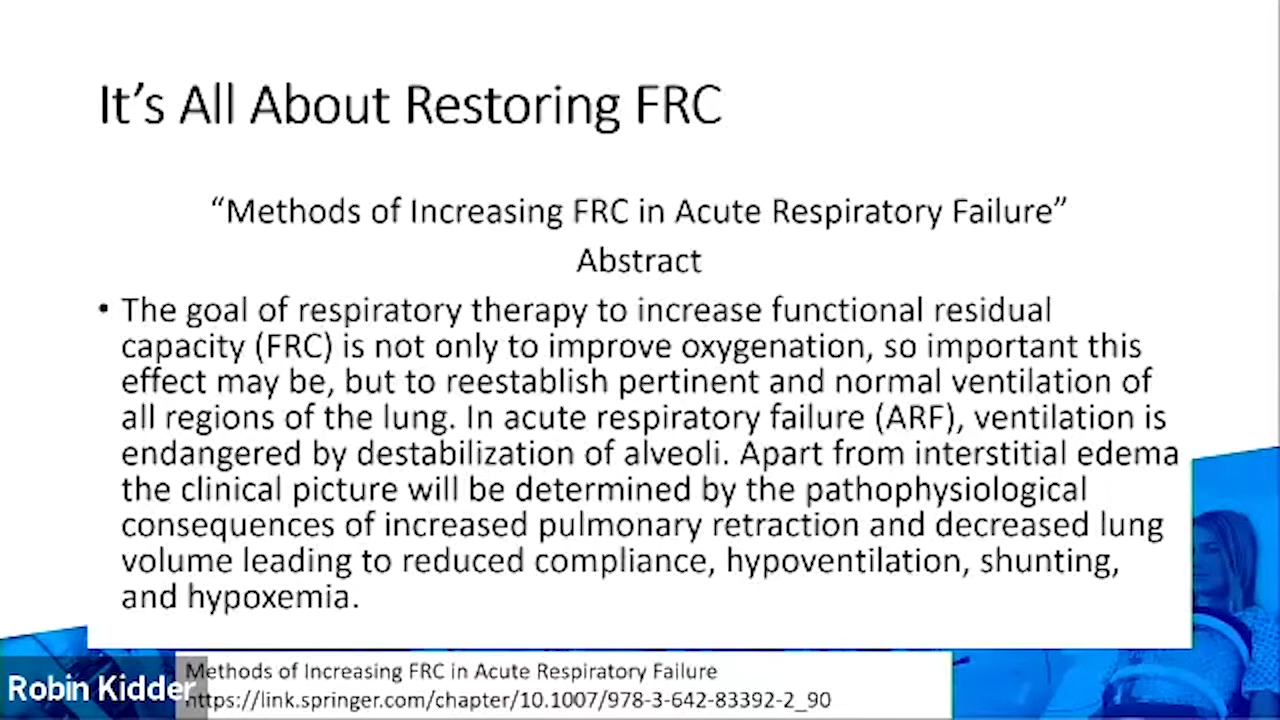 It's All About Restoring FRC
“Methods of Increasing FRC in Acute Respiratory Failure”
Abstract
• The goal of respiratory therapy to increase functional residual
capacity (FRC) is not only to improve oxygenation, so important this
effect may be, but to reestablish pertinent and normal ventilation of
all regions of the lung. In acute respiratory failure (ARF), ventilation is
endangered by destabilization of alveoli. Apart from interstitial edema
the clinical picture will be determined by the pathophysiological
consequences of increased pulmonary retraction and decreased lung
volume leading to reduced compliance, hypoventilation, shunting,
and hypoxemia.
Methods of Increasing FRC in Acute Respiratory Failure
https://link.springer.com/chapter/10.1007/978-3-642-83392-2_90
Robin Kidder